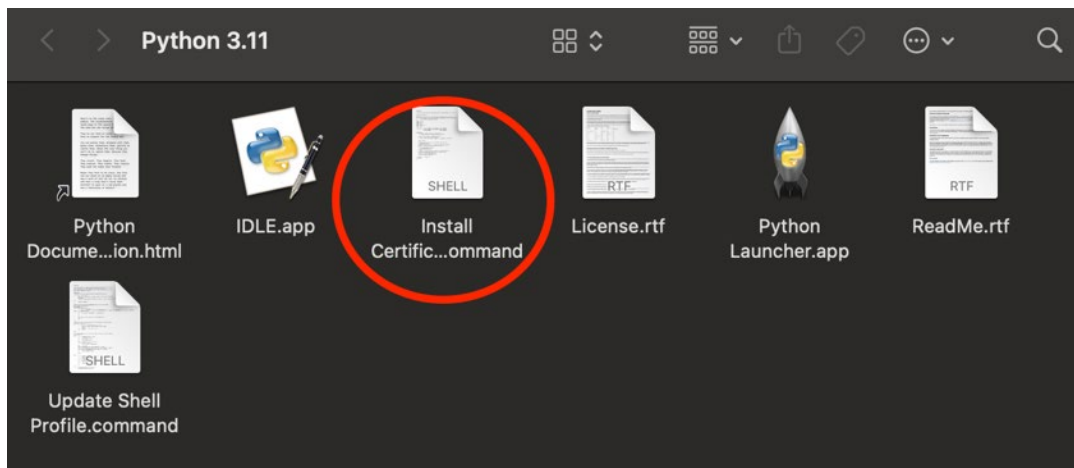 Python 3.11
SHELL
RTF
RTF
Python
Docume...ion.html
IDLE.app
Install
Certific...ommand
License.rtf
Python
Launcher.app
ReadMe.rtf
SHELL
Update Shell
Profile.command